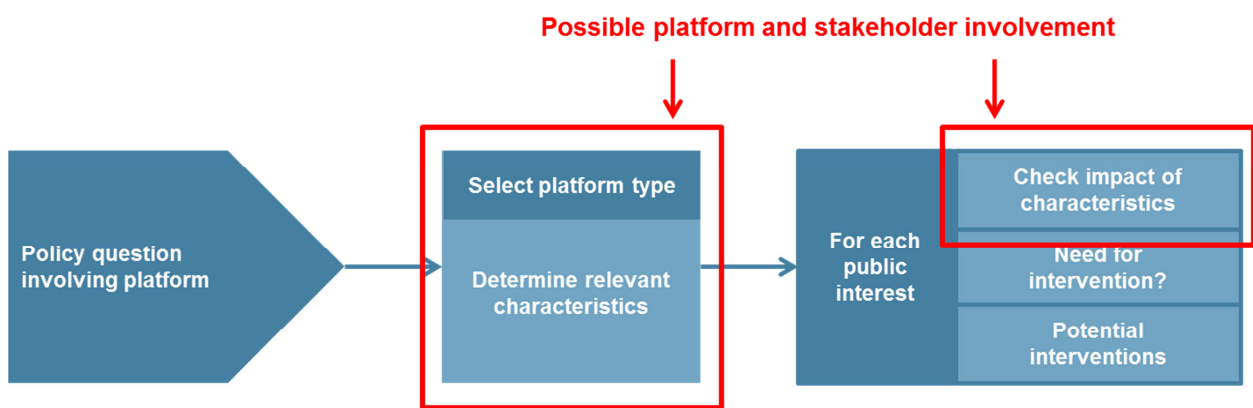 Possible platform and stakeholder involvement
Policy question
involving platform
Select platform type
Determine relevant
characteristics
For each
public
interest
Check impact of
characteristics
Need for
intervention?
Potential
interventions